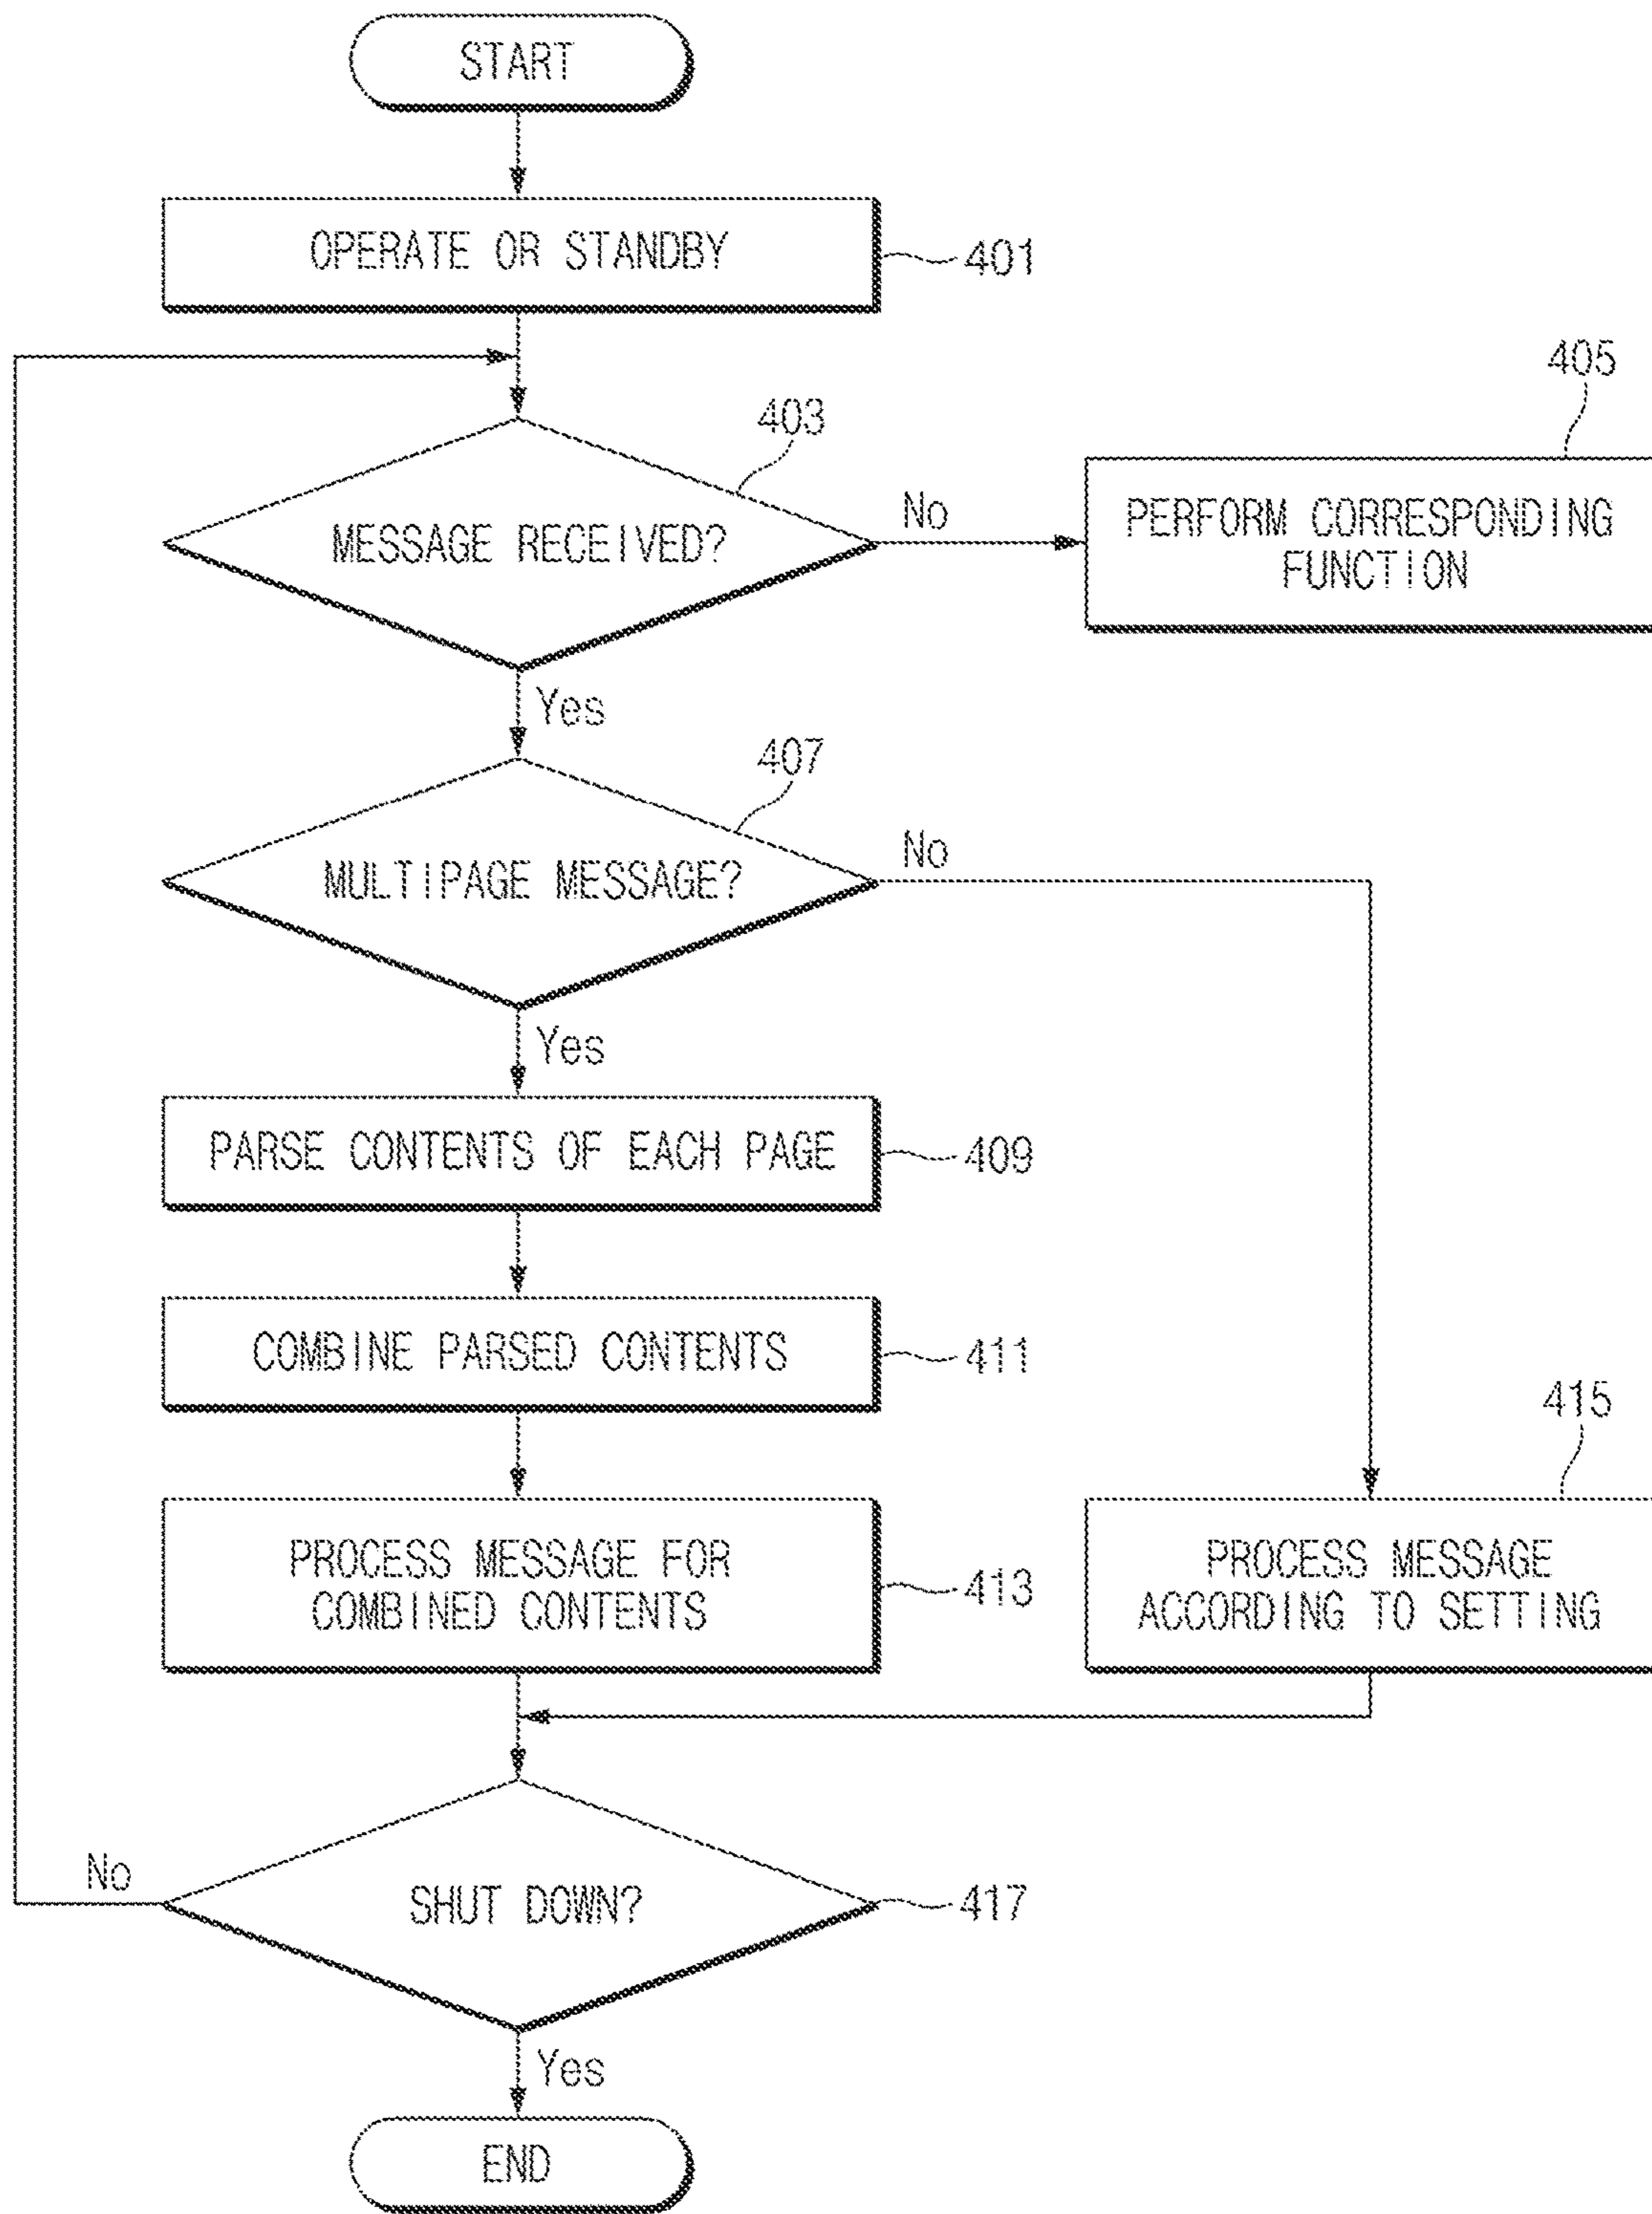 START
OPERATE OR STANDBY
401
405
403
No
PERFORM CORRESPONDING
FUNCTION
MESSAGE RECEIVED?
Yes
407
No
MULTIPAGE MESSAGE?
Yes
PARSE CONTENTS OF EACH PAGE
409
COMBINE PARSED CONTENTS
411
415
PROCESS MESSAGE FOR
COMBINED CONTENTS
413
PROCESS MESSAGE
ACCORDING TO SETTING
No
SHUT DOWN?
417
Yes
END